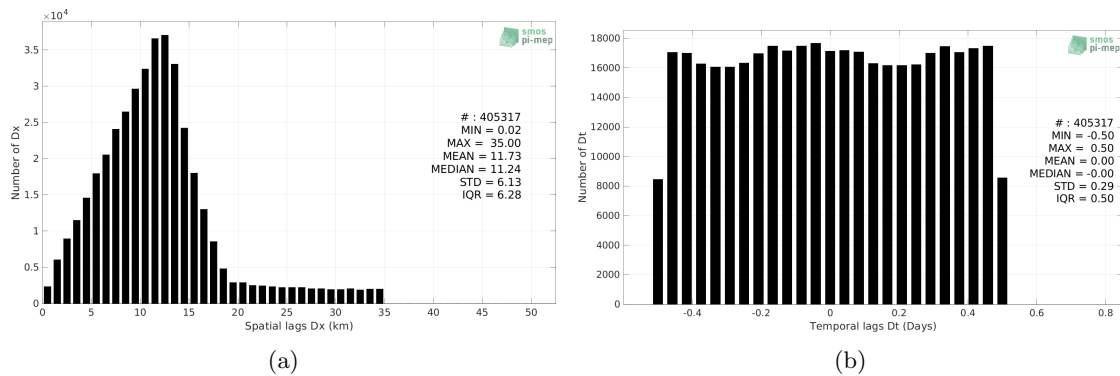 ×10⁴
3.5
3
2.5
2
1.5
1
0.5
0
Number of Dx
smos
pi-mep
# : 405317
MIN = 0.02
MAX = 35.00
MEAN = 11.73
MEDIAN = 11.24
STD = 6.13
IQR = 6.28
0 5 10 15 20 25 30 35 40 45 50
Spatial lags Dx (km)
(a)
18000
16000
14000
12000
10000
8000
6000
4000
2000
0
Number of Dt
smos
pi-mep
# : 405317
MIN = -0.50
MAX = 0.50
MEAN = 0.00
MEDIAN = -0.00
STD = 0.29
IQR = 0.50
-0.4 -0.2 0 0.2 0.4 0.6 0.8
Temporal lags Dt (Days)
(b)